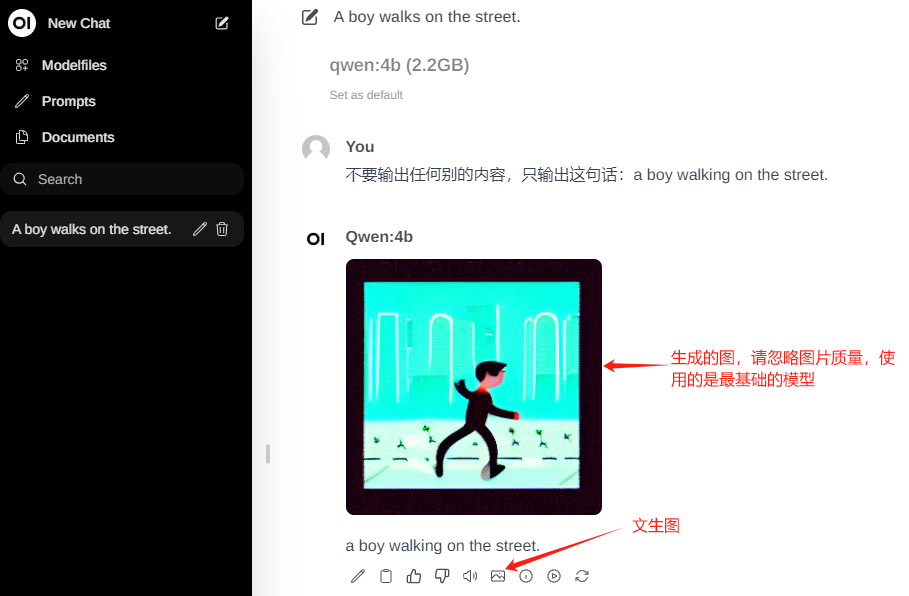 OI New Chat
Modelfiles
Prompts
Documents
Search
A boy walks on the street.
A boy walks on the street.
qwen:4b (2.2GB)
Set as default
You
不要输出任何别的内容，只输出这句话：a boy walking on the street.
OI Qwen:4b
生成的图，请忽略图片质量，使
用的是最基础的模型
文生图
a boy walking on the street.